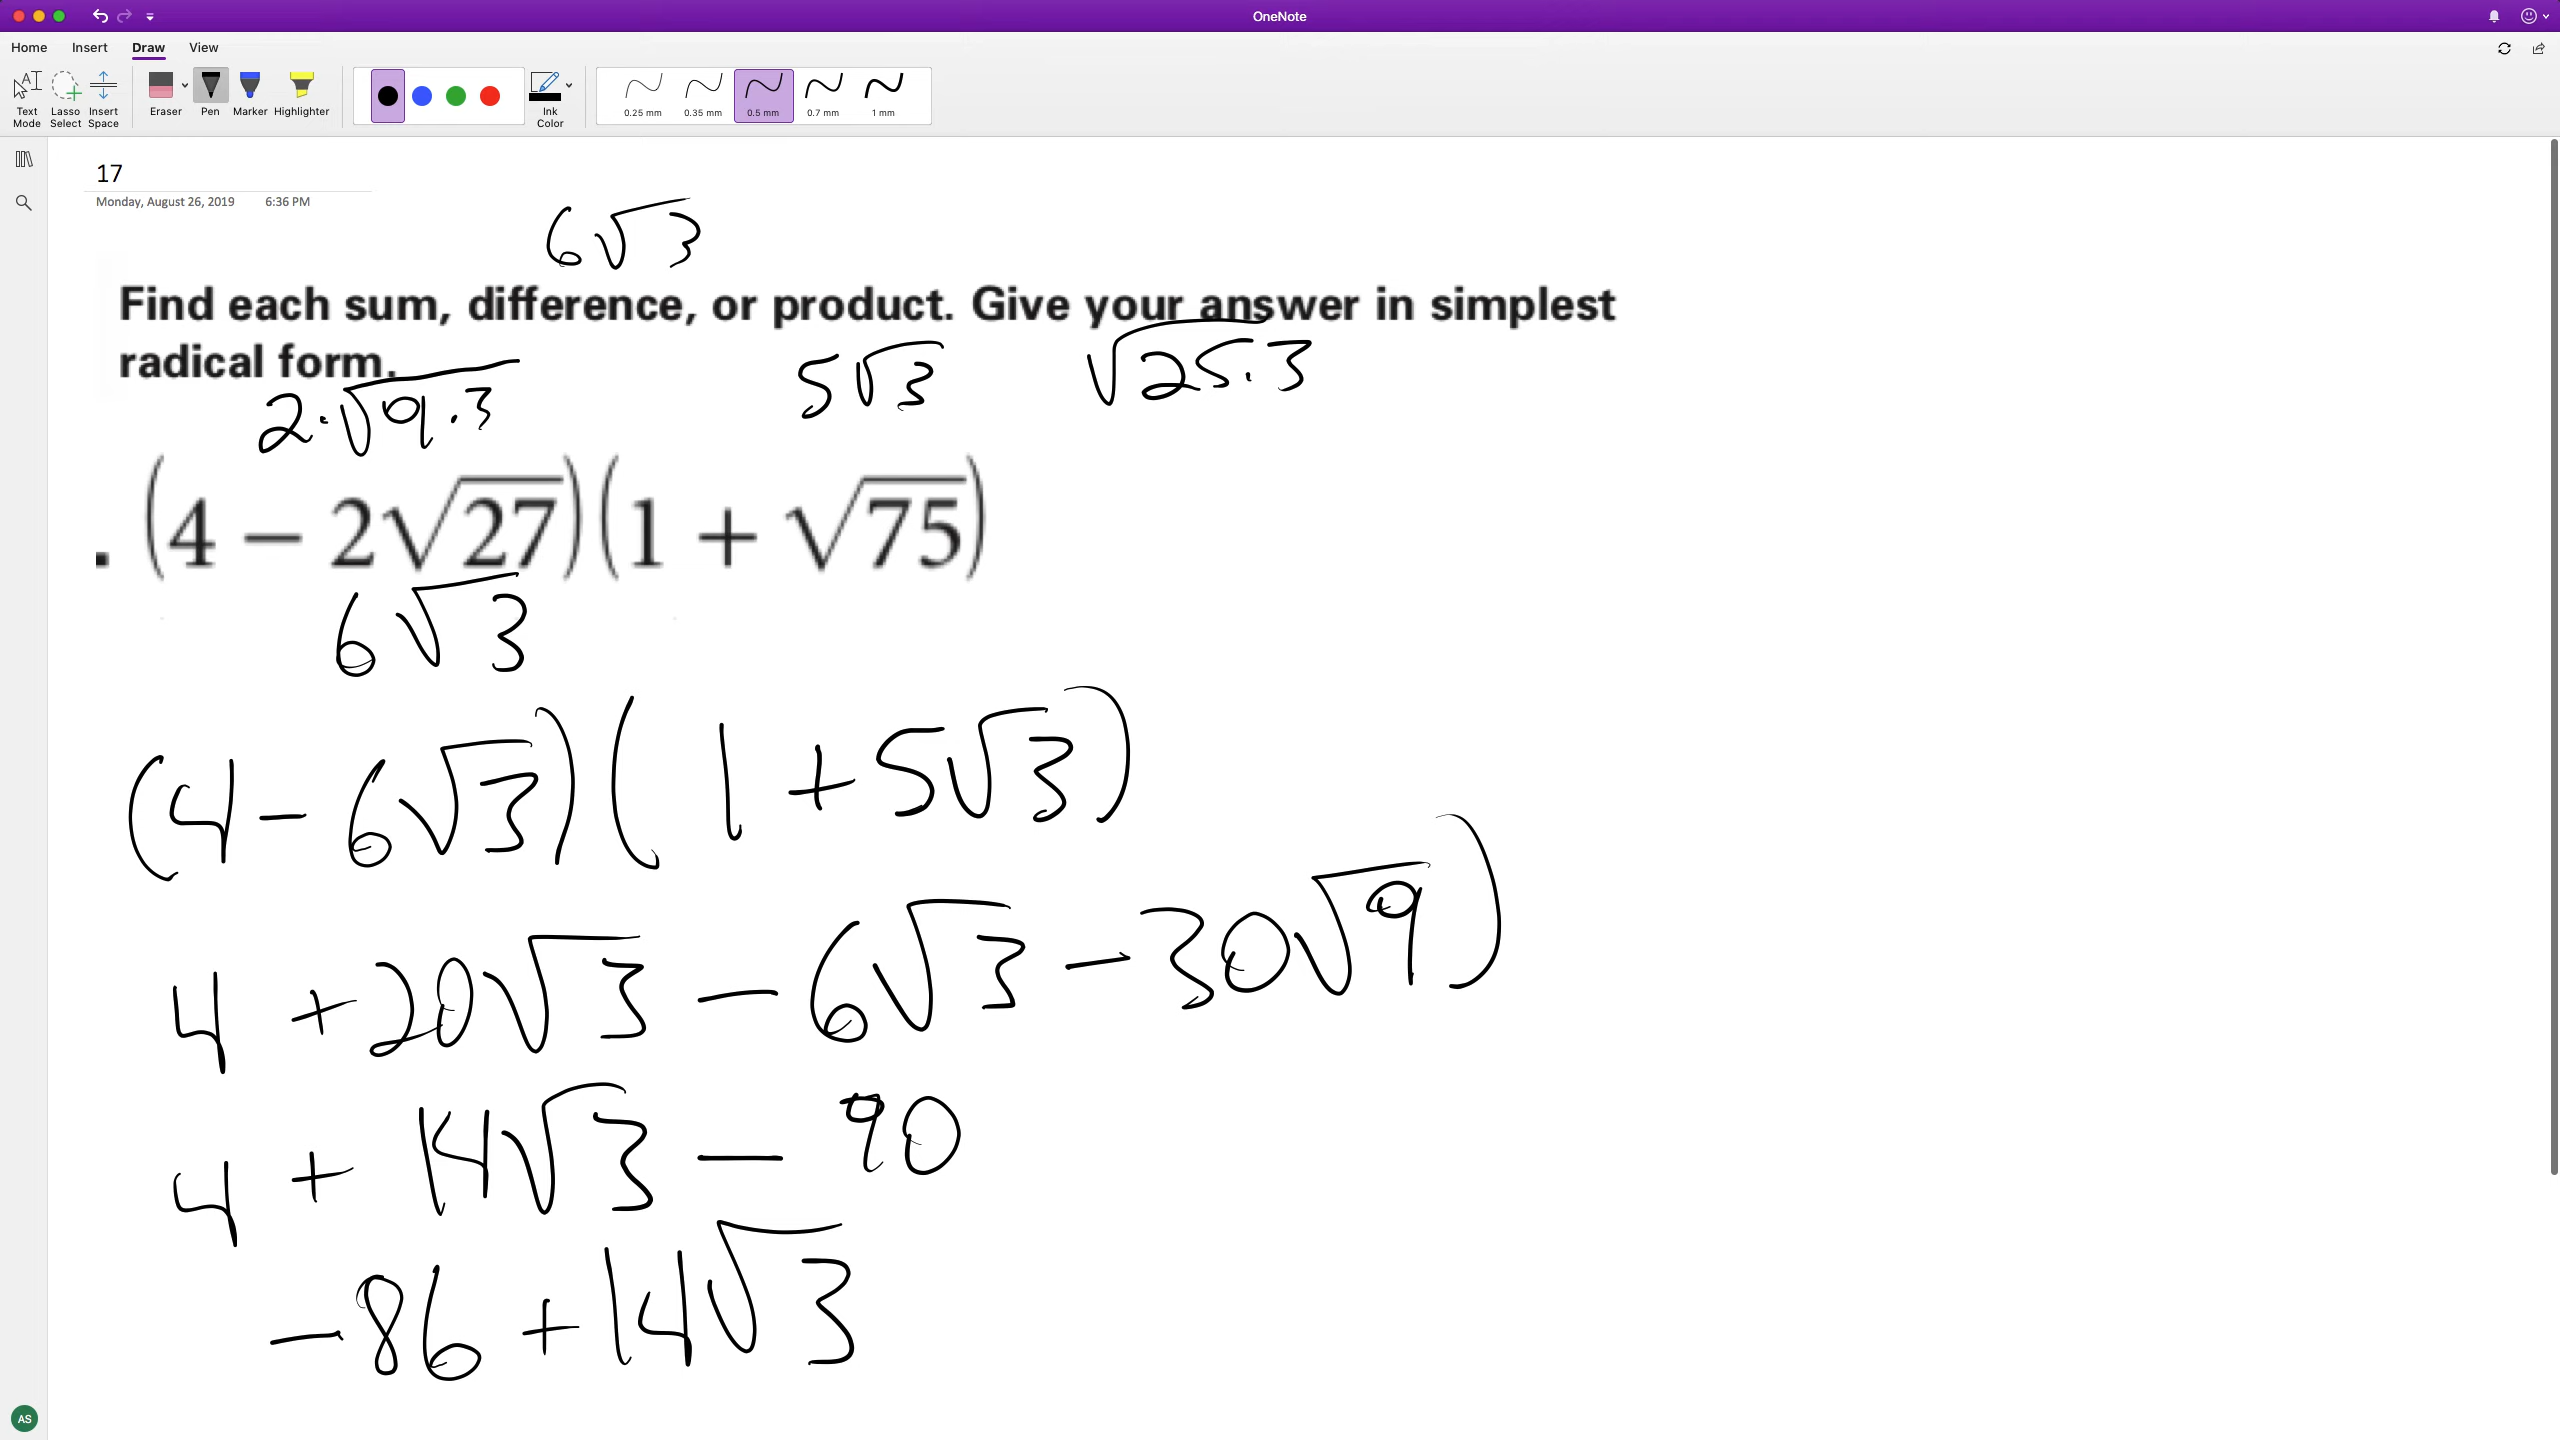 OneNote
Home Insert Draw View
Text Mode
Lasso Select
Insert Space
Eraser
Pen
Marker
Highlighter
Ink Color
0.25 mm
0.35 mm
0.5 mm
0.7 mm
1 mm
17
Monday, August 26, 2019 6:36 PM
6√3
Find each sum, difference, or product. Give your answer in simplest
radical form.
2·√9·3 5√3 √25·3
. (4 − 2√27)(1 + √75)
6√3
(4 - 6√3)(1 + 5√3)
4 + 20√3 - 6√3 - 30√9)
4 + 14√3 - 90
-86 + 14√3
AS